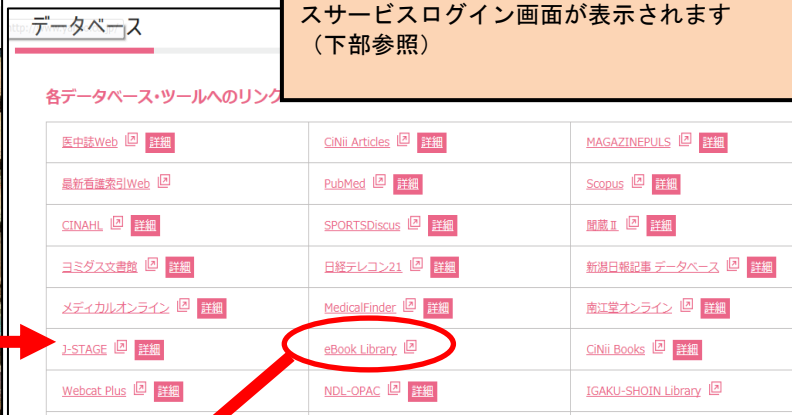 スサービスログイン画面が表示されます
（下部参照）
データベース
各データベース・ツールへのリンク
医中誌Web 詳細 CiNii Articles 詳細 MAGAZINEPULS 詳細
最新看護索引Web PubMed 詳細 Scopus 詳細
CINAHL 詳細 SPORTSDiscus 詳細 聞蔵Ⅱ 詳細
ヨミダス文書館 詳細 日経テレコン21 詳細 新潟日報記事 データベース 詳細
メディカルオンライン 詳細 MedicalFinder 詳細 南江堂オンライン 詳細
J-STAGE 詳細 eBook Library CiNii Books 詳細
Webcat Plus 詳細 NDL-OPAC 詳細 IGAKU-SHOIN Library